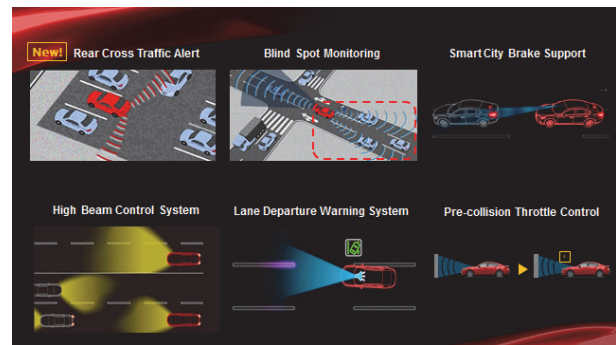 New! Rear Cross Traffic Alert
Blind Spot Monitoring
Smart City Brake Support
High Beam Control System
Lane Departure Warning System
Pre-collision Throttle Control